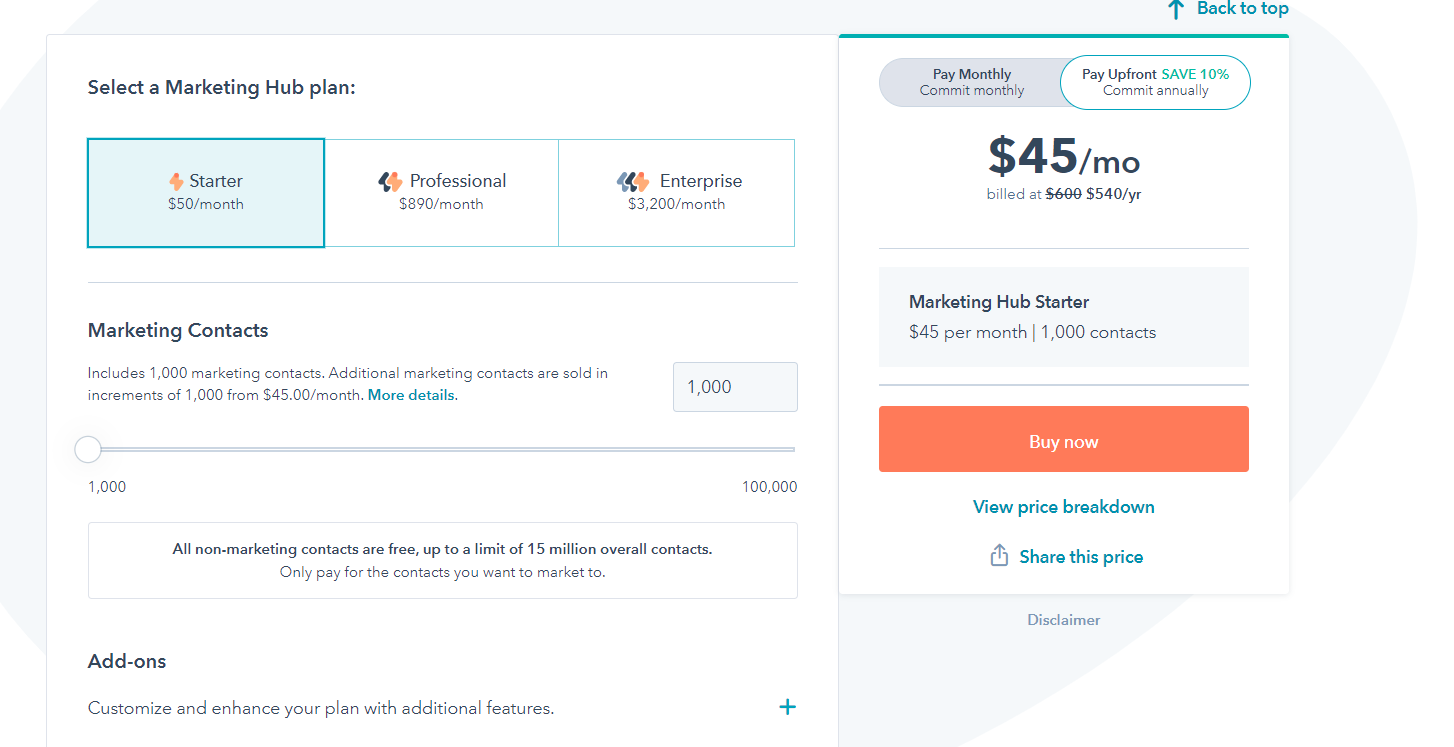 Back to top
Select a Marketing Hub plan:
Starter
$50/month
Professional
$890/month
Enterprise
$3,200/month
Marketing Contacts
Includes 1,000 marketing contacts. Additional marketing contacts are sold in
increments of 1,000 from $45.00/month. More details.
1,000
1,000
100,000
All non-marketing contacts are free, up to a limit of 15 million overall contacts.
Only pay for the contacts you want to market to.
Add-ons
Customize and enhance your plan with additional features.
+
Pay Monthly
Commit monthly
Pay Upfront SAVE 10%
Commit annually
$45/mo
billed at $600 $540/yr
Marketing Hub Starter
$45 per month | 1,000 contacts
Buy now
View price breakdown
Share this price
Disclaimer